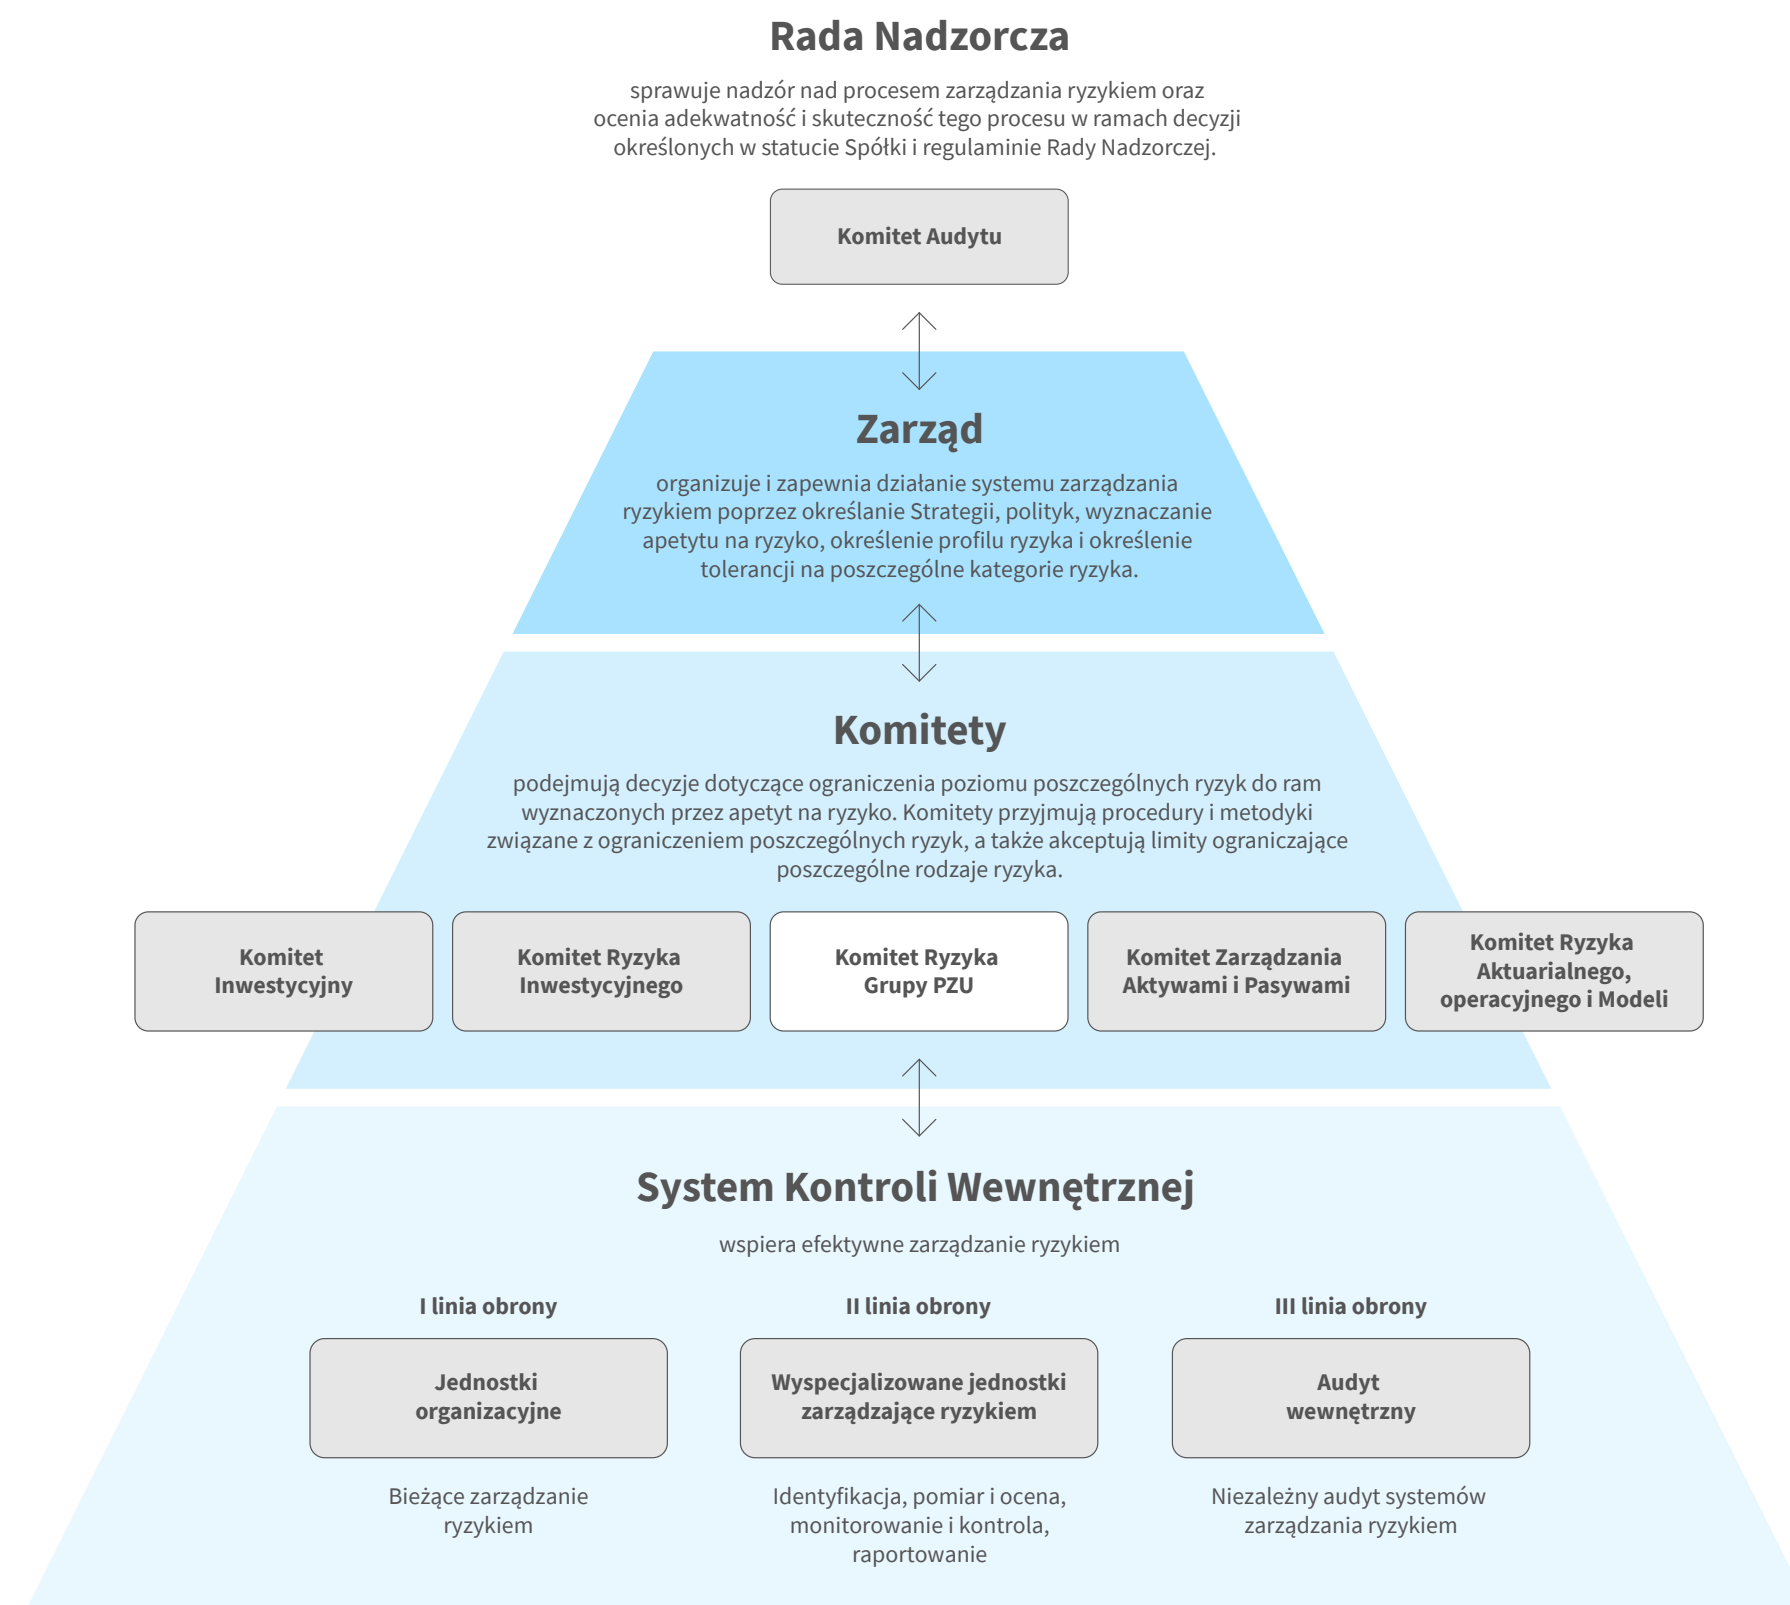 Rada Nadzorcza
sprawuje nadzór nad procesem zarządzania ryzykiem oraz
ocenia adekwatność i skuteczność tego procesu w ramach decyzji
określonych w statucie Spółki i regulaminie Rady Nadzorczej.
Komitet Audytu
Zarząd
organizuje i zapewnia działanie systemu zarządzania
ryzykiem poprzez określanie Strategii, polityk, wyznaczanie
apetytu na ryzyko, określenie profilu ryzyka i określenie
tolerancji na poszczególne kategorie ryzyka.
Komitety
podejmują decyzje dotyczące ograniczenia poziomu poszczególnych ryzyk do ram
wyznaczonych przez apetyt na ryzyko. Komitety przyjmują procedury i metodyki
związane z ograniczeniem poszczególnych ryzyk, a także akceptują limity ograniczające
poszczególne rodzaje ryzyka.
Komitet
Inwestycyjny
Komitet Ryzyka
Inwestycyjnego
Komitet Ryzyka
Grupy PZU
Komitet Zarządzania
Aktywami i Pasywami
Komitet Ryzyka
Aktuarialnego,
operacyjnego i Modeli
System Kontroli Wewnętrznej
wspiera efektywne zarządzanie ryzykiem
I linia obrony
Jednostki
organizacyjne
Bieżące zarządzanie
ryzykiem
II linia obrony
Wyspecjalizowane jednostki
zarządzające ryzykiem
Identyfikacja, pomiar i ocena,
monitorowanie i kontrola,
raportowanie
III linia obrony
Audyt
wewnętrzny
Niezależny audyt systemów
zarządzania ryzykiem